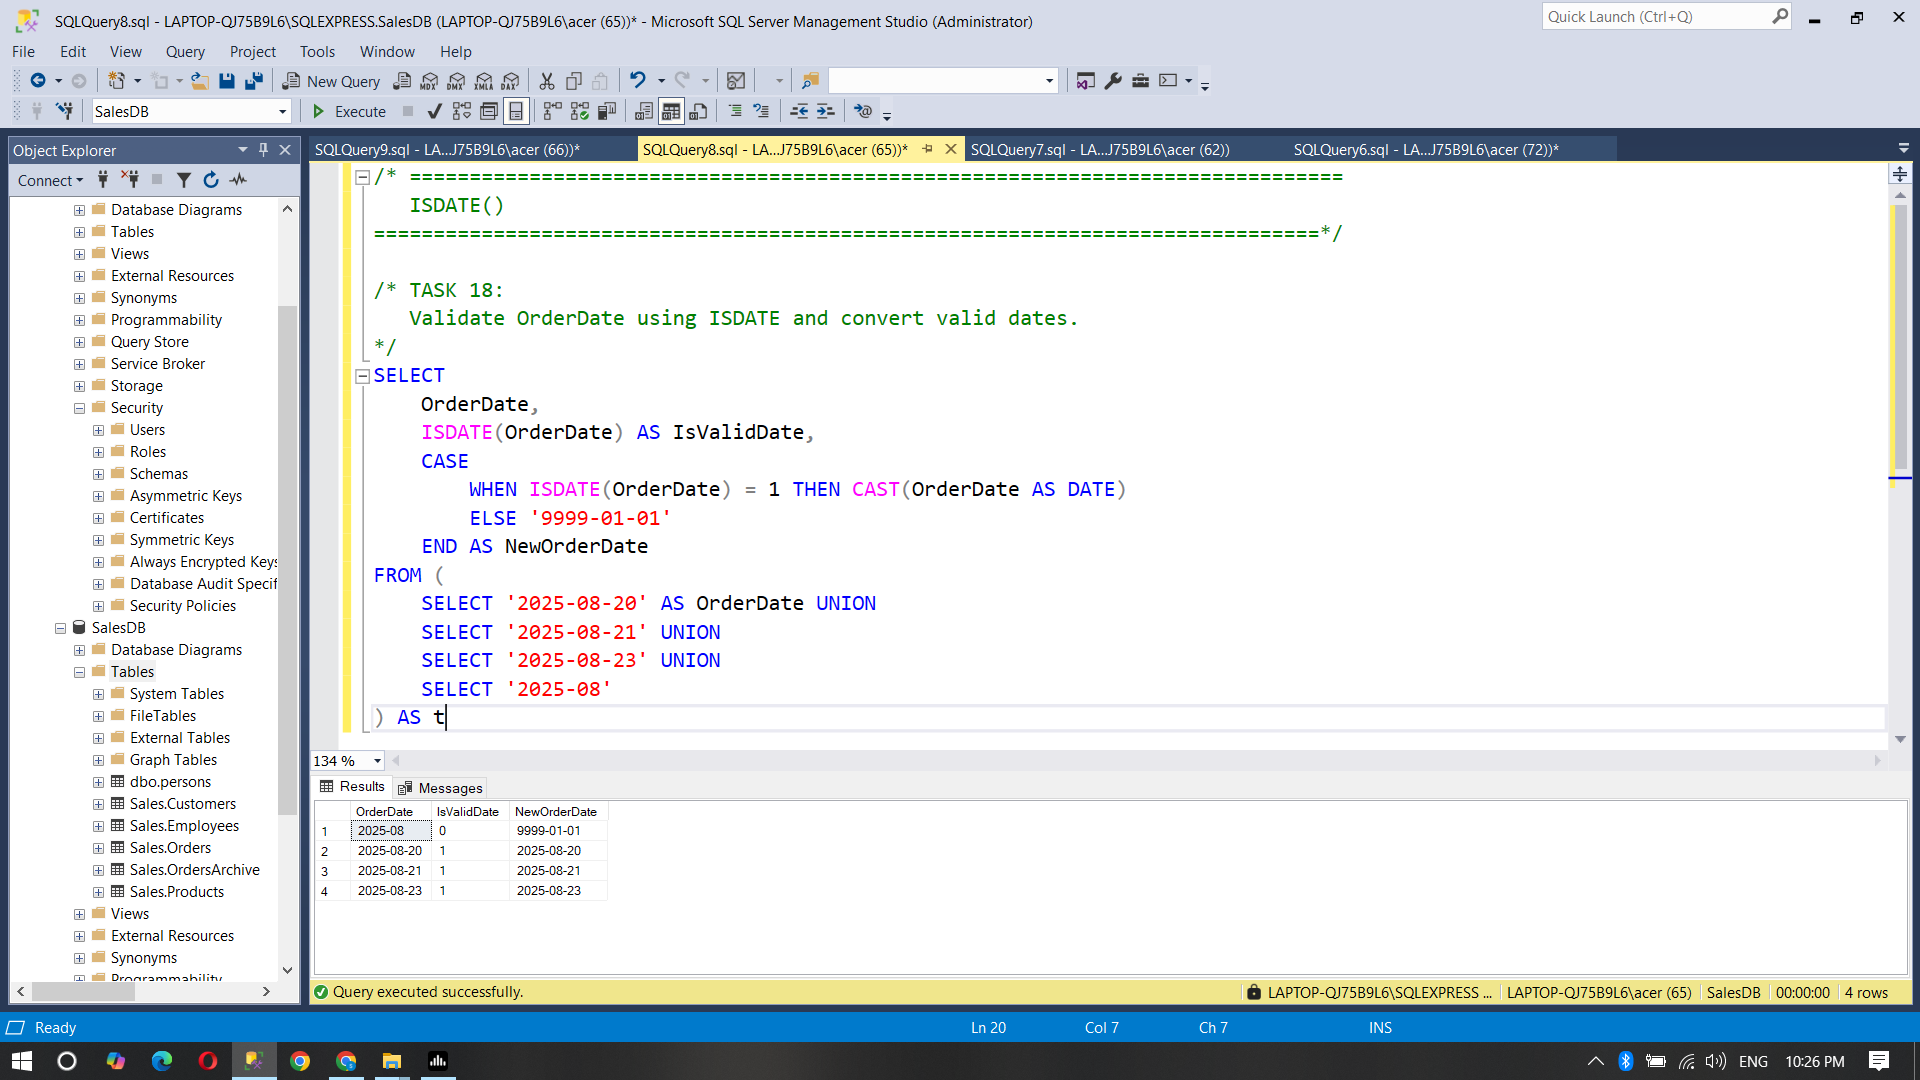 SQLQuery8.sql - LAPTOP-QJ75B9L6\SQLEXPRESS.SalesDB (LAPTOP-QJ75B9L6\acer (65))* - Microsoft SQL Server Management Studio (Administrator)
Quick Launch (Ctrl+Q)
File Edit View Query Project Tools Window Help
New Query
MDX DMX XMLA DAX
SalesDB
Execute
Object Explorer
SQLQuery9.sql - LA...J75B9L6\acer (66))*
SQLQuery8.sql - LA...J75B9L6\acer (65))*
SQLQuery7.sql - LA...J75B9L6\acer (62))
SQLQuery6.sql - LA...J75B9L6\acer (72))*
Connect
Database Diagrams
Tables
Views
External Resources
Synonyms
Programmability
Query Store
Service Broker
Storage
Security
Users
Roles
Schemas
Asymmetric Keys
Certificates
Symmetric Keys
Always Encrypted Keys
Database Audit Specif
Security Policies
SalesDB
Database Diagrams
Tables
System Tables
FileTables
External Tables
Graph Tables
dbo.persons
Sales.Customers
Sales.Employees
Sales.Orders
Sales.OrdersArchive
Sales.Products
Views
External Resources
Synonyms
Programmability
/* ==============================================================================
ISDATE()
===============================================================================*/
/* TASK 18:
Validate OrderDate using ISDATE and convert valid dates.
*/
SELECT
OrderDate,
ISDATE(OrderDate) AS IsValidDate,
CASE
WHEN ISDATE(OrderDate) = 1 THEN CAST(OrderDate AS DATE)
ELSE '9999-01-01'
END AS NewOrderDate
FROM (
SELECT '2025-08-20' AS OrderDate UNION
SELECT '2025-08-21' UNION
SELECT '2025-08-23' UNION
SELECT '2025-08'
) AS t
134 %
Results Messages
OrderDate IsValidDate NewOrderDate
1 2025-08 0 9999-01-01
2 2025-08-20 1 2025-08-20
3 2025-08-21 1 2025-08-21
4 2025-08-23 1 2025-08-23
Query executed successfully.
LAPTOP-QJ75B9L6\SQLEXPRESS ... LAPTOP-QJ75B9L6\acer (65) SalesDB 00:00:00 4 rows
Ready Ln 20 Col 7 Ch 7 INS
ENG 10:26 PM